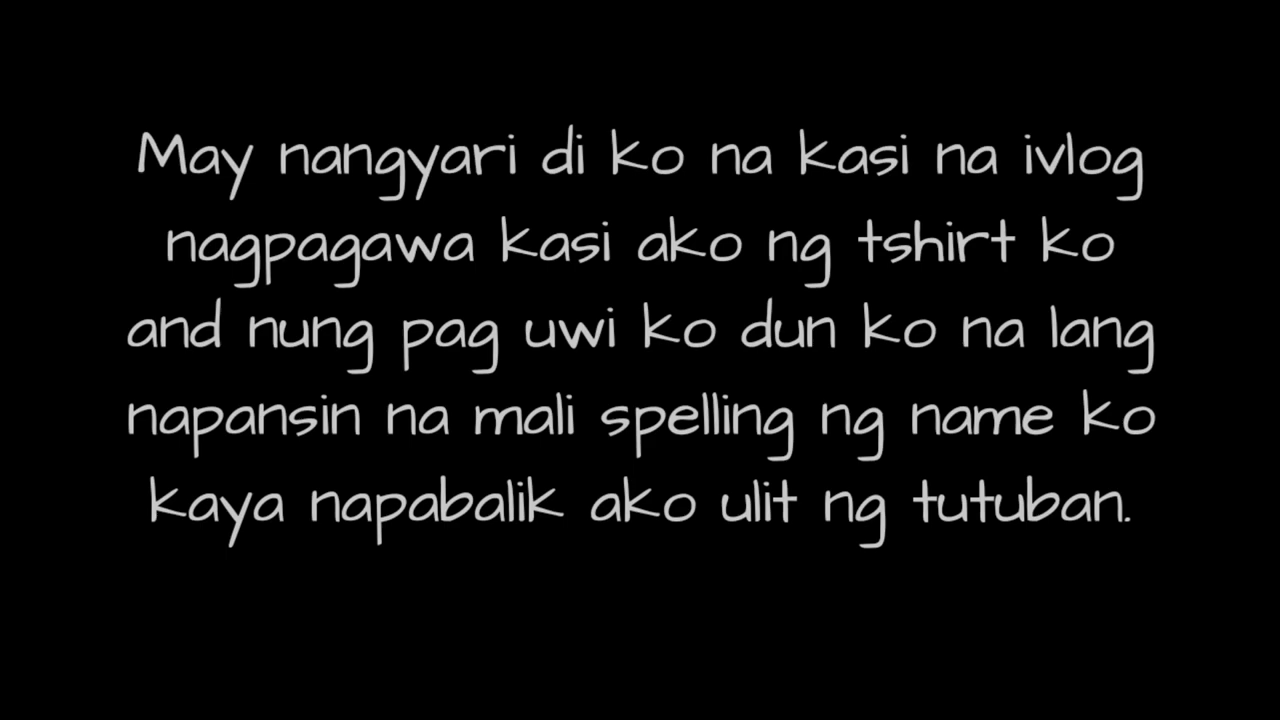 May nangyari di ko na kasi na ivlog
nagpagawa kasi ako ng tshirt ko
and nung pag uwi ko dun ko na lang
napansin na mali spelling ng name ko
kaya napabalik ako ulit ng tutuban.